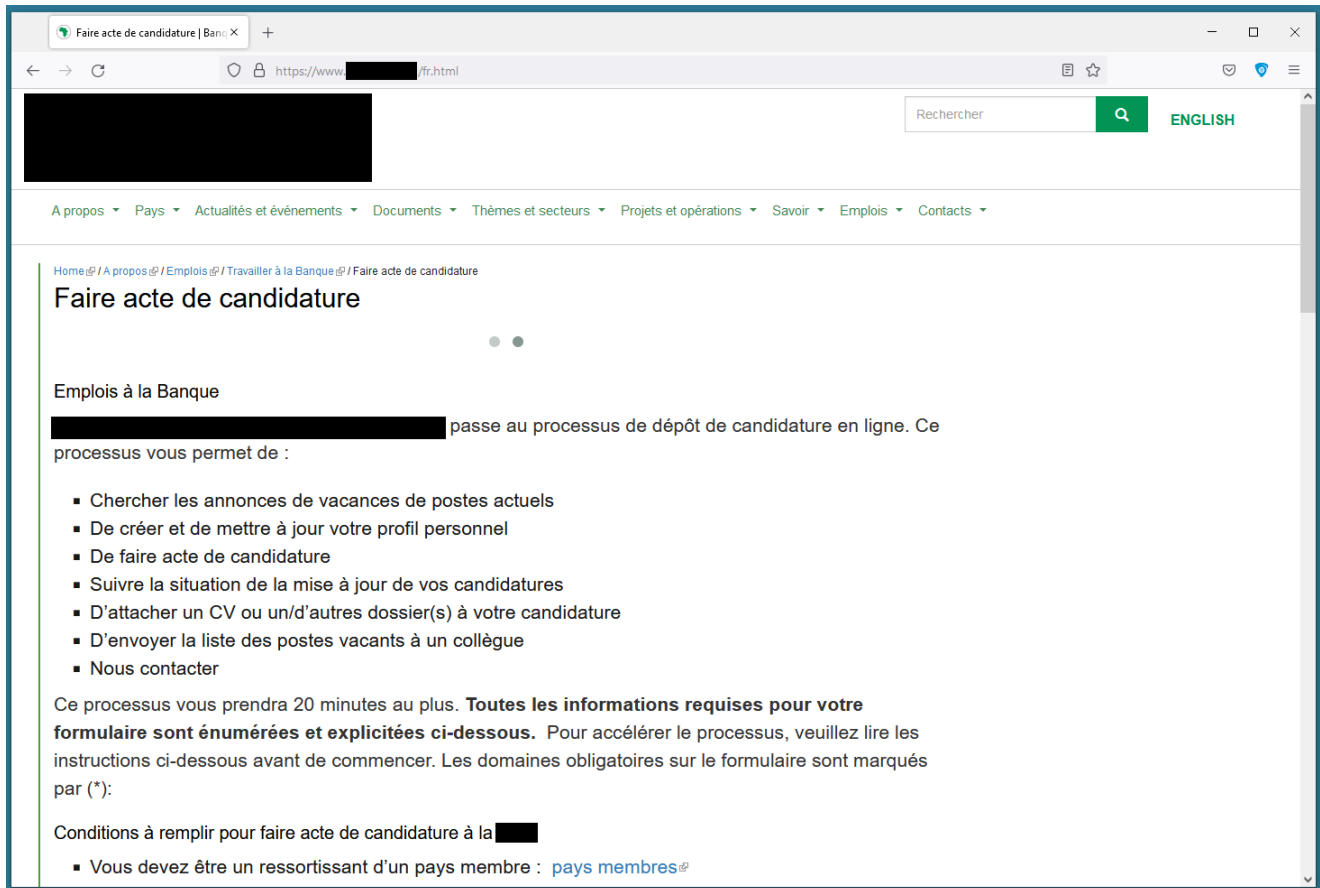 Faire acte de candidature | Banq
https://www. /fr.html
Rechercher
ENGLISH
A propos Pays Actualités et événements Documents Thèmes et secteurs Projets et opérations Savoir Emplois Contacts
Home / A propos / Emplois / Travailler à la Banque / Faire acte de candidature
Faire acte de candidature
Emplois à la Banque
passe au processus de dépôt de candidature en ligne. Ce
processus vous permet de :
Chercher les annonces de vacances de postes actuels
De créer et de mettre à jour votre profil personnel
De faire acte de candidature
Suivre la situation de la mise à jour de vos candidatures
D’attacher un CV ou un/d’autres dossier(s) à votre candidature
D’envoyer la liste des postes vacants à un collègue
Nous contacter
Ce processus vous prendra 20 minutes au plus. Toutes les informations requises pour votre
formulaire sont énumérées et explicitées ci-dessous. Pour accélérer le processus, veuillez lire les
instructions ci-dessous avant de commencer. Les domaines obligatoires sur le formulaire sont marqués
par (*):
Conditions à remplir pour faire acte de candidature à la
Vous devez être un ressortissant d’un pays membre : pays membres